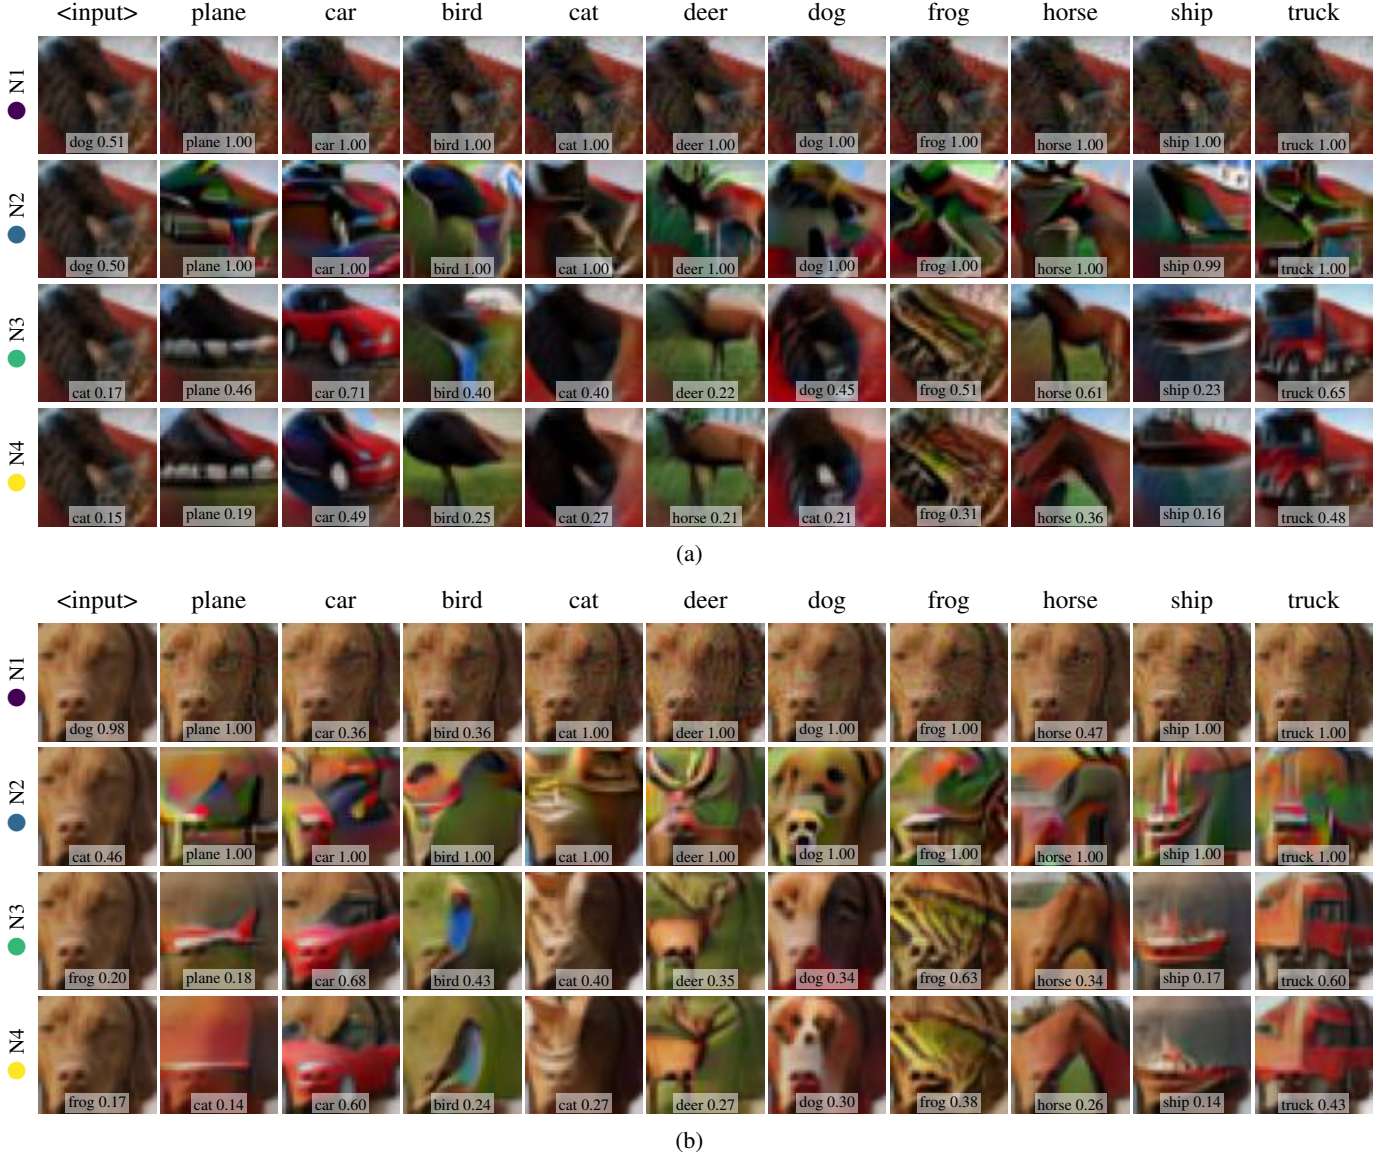 <input> plane car bird cat deer dog frog horse ship truck
N1
dog 0.51 plane 1.00 car 1.00 bird 1.00 cat 1.00 deer 1.00 dog 1.00 frog 1.00 horse 1.00 ship 1.00 truck 1.00
N2
dog 0.50 plane 1.00 car 1.00 bird 1.00 cat 1.00 deer 1.00 dog 1.00 frog 1.00 horse 1.00 ship 0.99 truck 1.00
N3
cat 0.17 plane 0.46 car 0.71 bird 0.40 cat 0.40 deer 0.22 dog 0.45 frog 0.51 horse 0.61 ship 0.23 truck 0.65
N4
cat 0.15 plane 0.19 car 0.49 bird 0.25 cat 0.27 horse 0.21 cat 0.21 frog 0.31 horse 0.36 ship 0.16 truck 0.48
(a)
<input> plane car bird cat deer dog frog horse ship truck
N1
dog 0.98 plane 1.00 car 0.36 bird 0.36 cat 1.00 deer 1.00 dog 1.00 frog 1.00 horse 0.47 ship 1.00 truck 1.00
N2
cat 0.46 plane 1.00 car 1.00 bird 1.00 cat 1.00 deer 1.00 dog 1.00 frog 1.00 horse 1.00 ship 1.00 truck 1.00
N3
frog 0.20 plane 0.18 car 0.68 bird 0.43 cat 0.40 deer 0.35 dog 0.34 frog 0.63 horse 0.34 ship 0.17 truck 0.60
N4
frog 0.17 cat 0.14 car 0.60 bird 0.24 cat 0.27 deer 0.27 dog 0.30 frog 0.38 horse 0.26 ship 0.14 truck 0.43
(b)